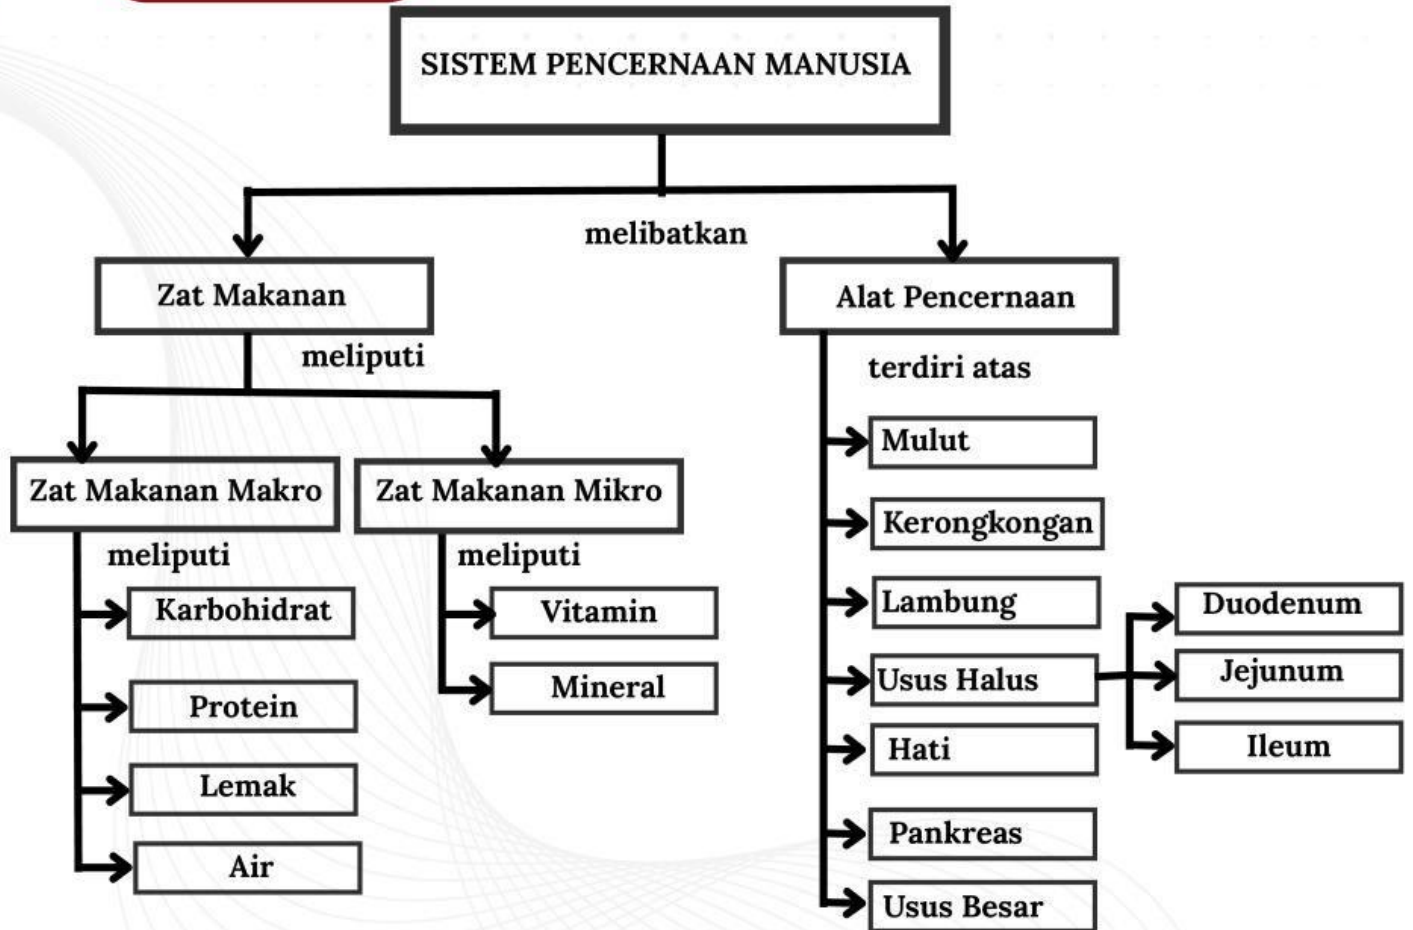 SISTEM PENCERNAAN MANUSIA
melibatkan
Zat Makanan
meliputi
Zat Makanan Makro
meliputi
Karbohidrat
Protein
Lemak
Air
Zat Makanan Mikro
meliputi
Vitamin
Mineral
Alat Pencernaan
terdiri atas
Mulut
Kerongkongan
Lambung
Usus Halus
Duodenum
Jejunum
Ileum
Hati
Pankreas
Usus Besar